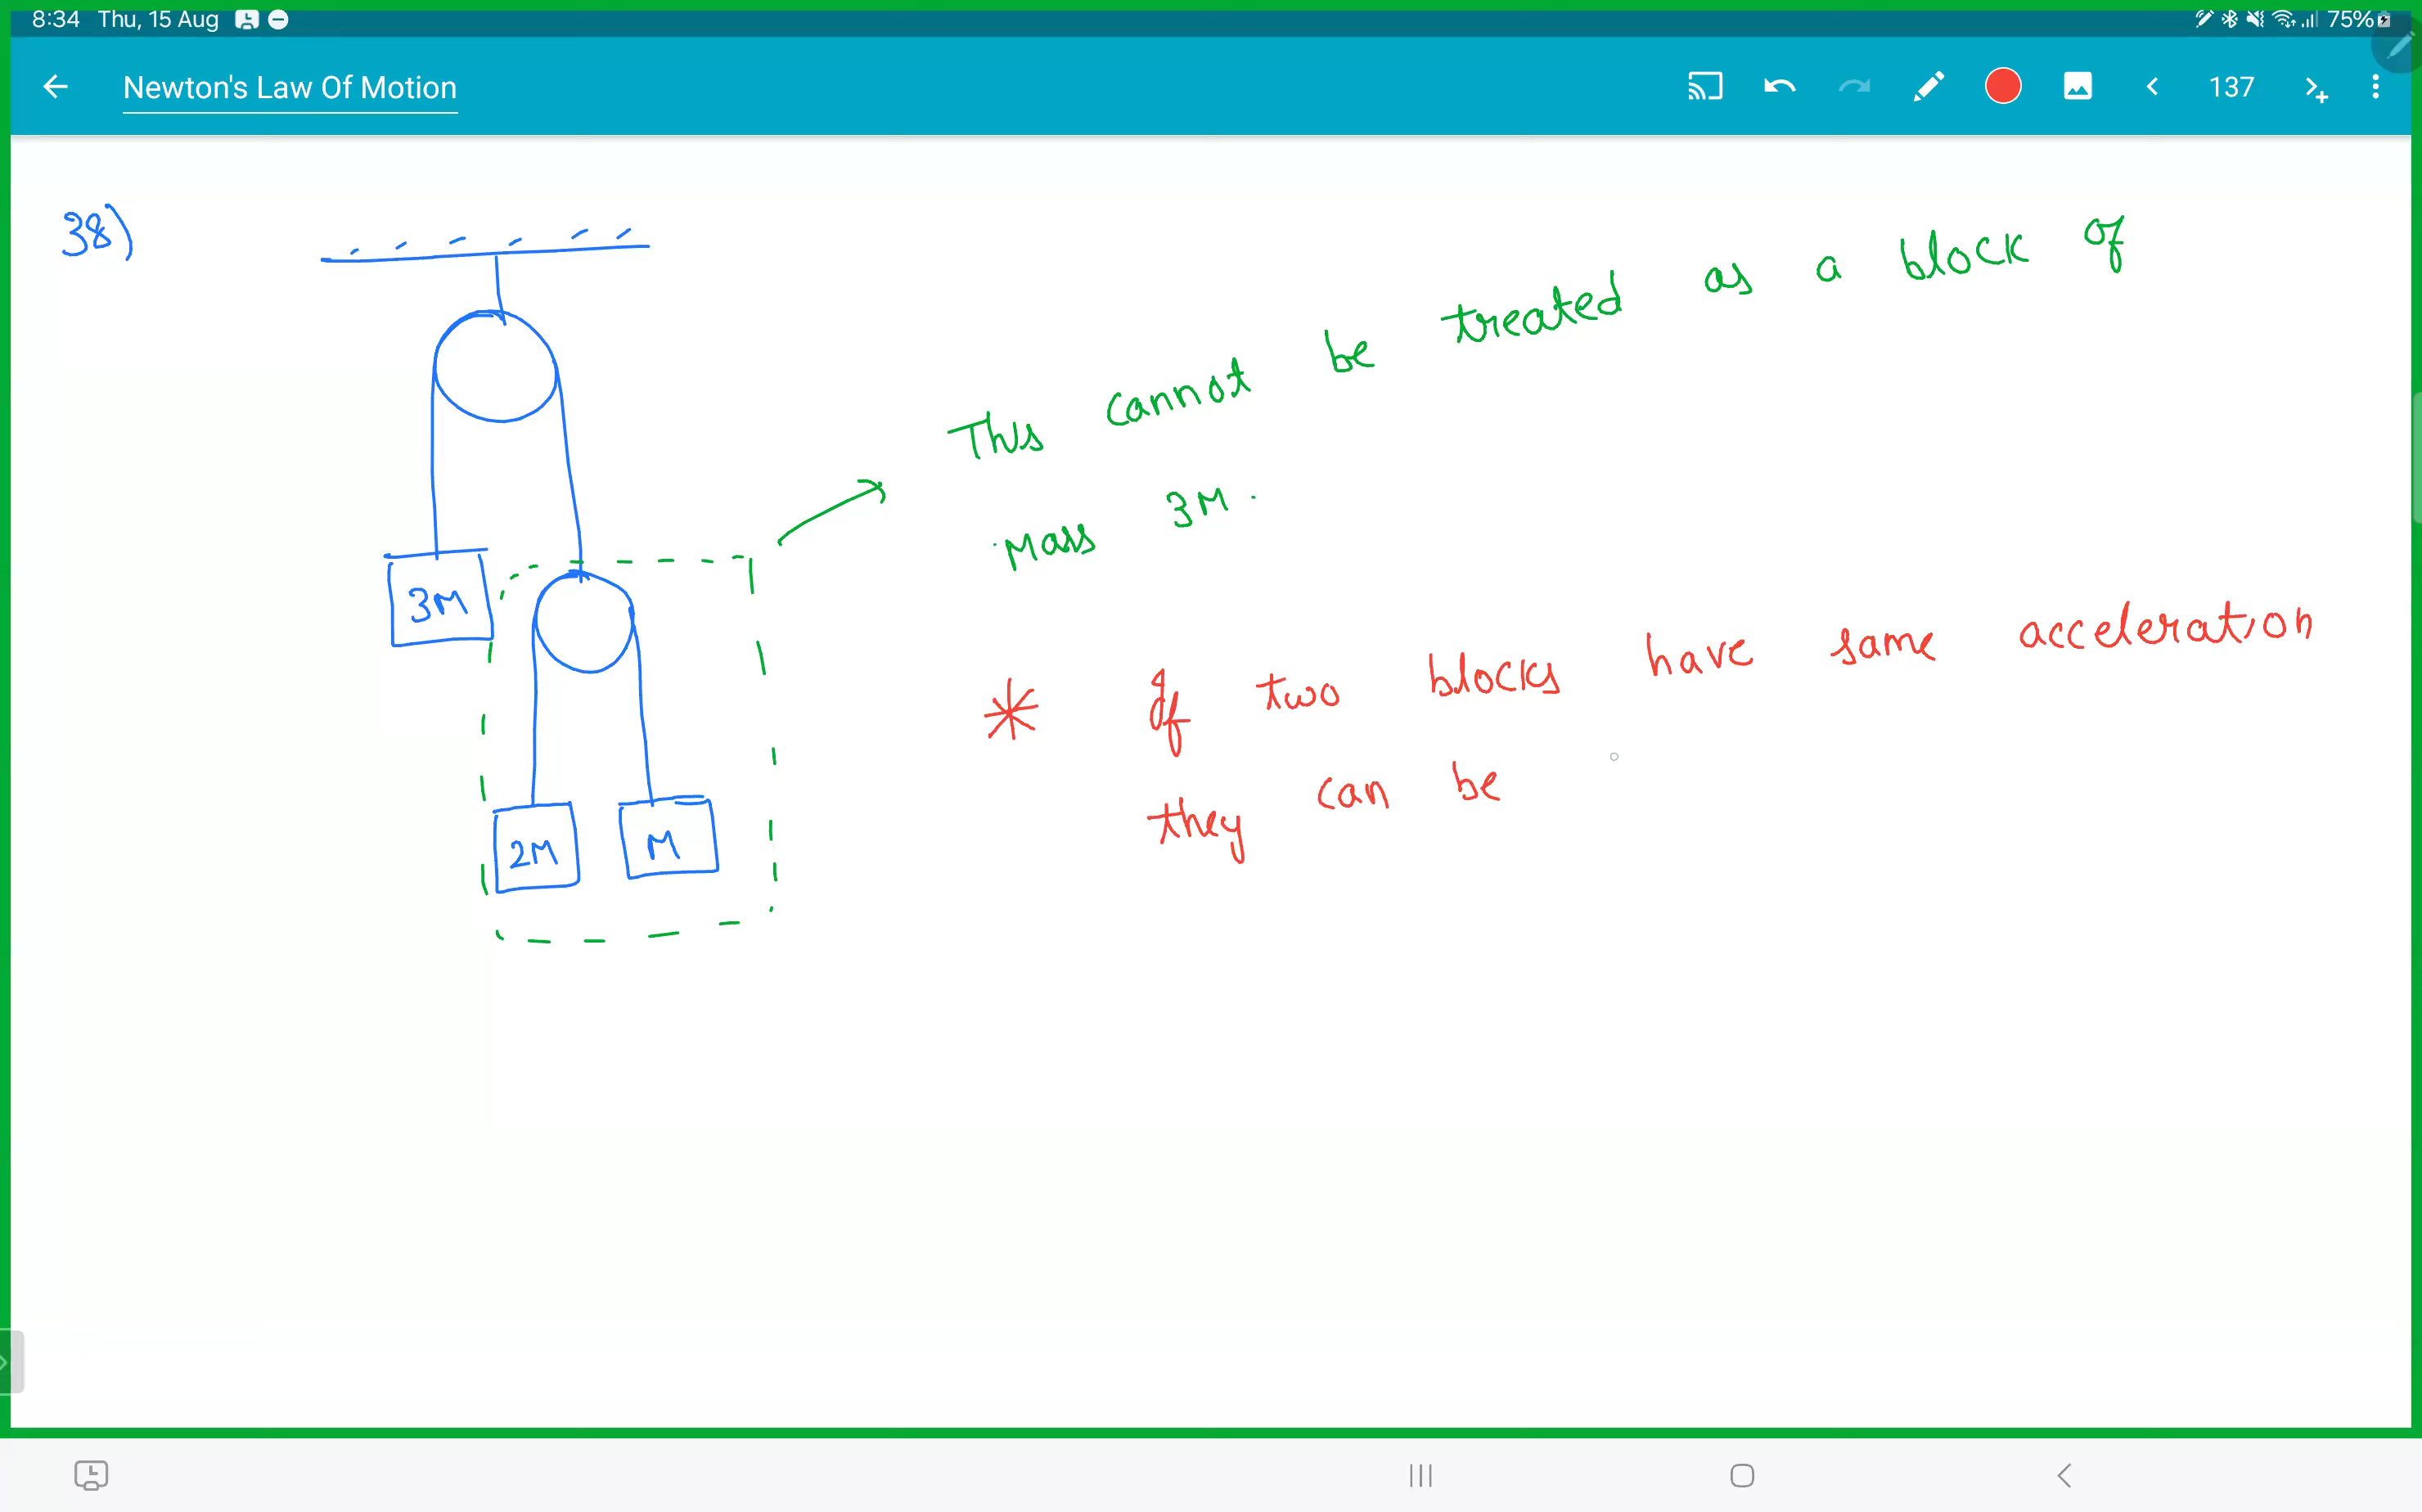 8:34 Thu, 15 Aug
75%
Newton's Law Of Motion
137
38)
This cannot be treated as a block of
Mass 3M.
3M
2M
M
* If two blocks have same acceleration
they can be